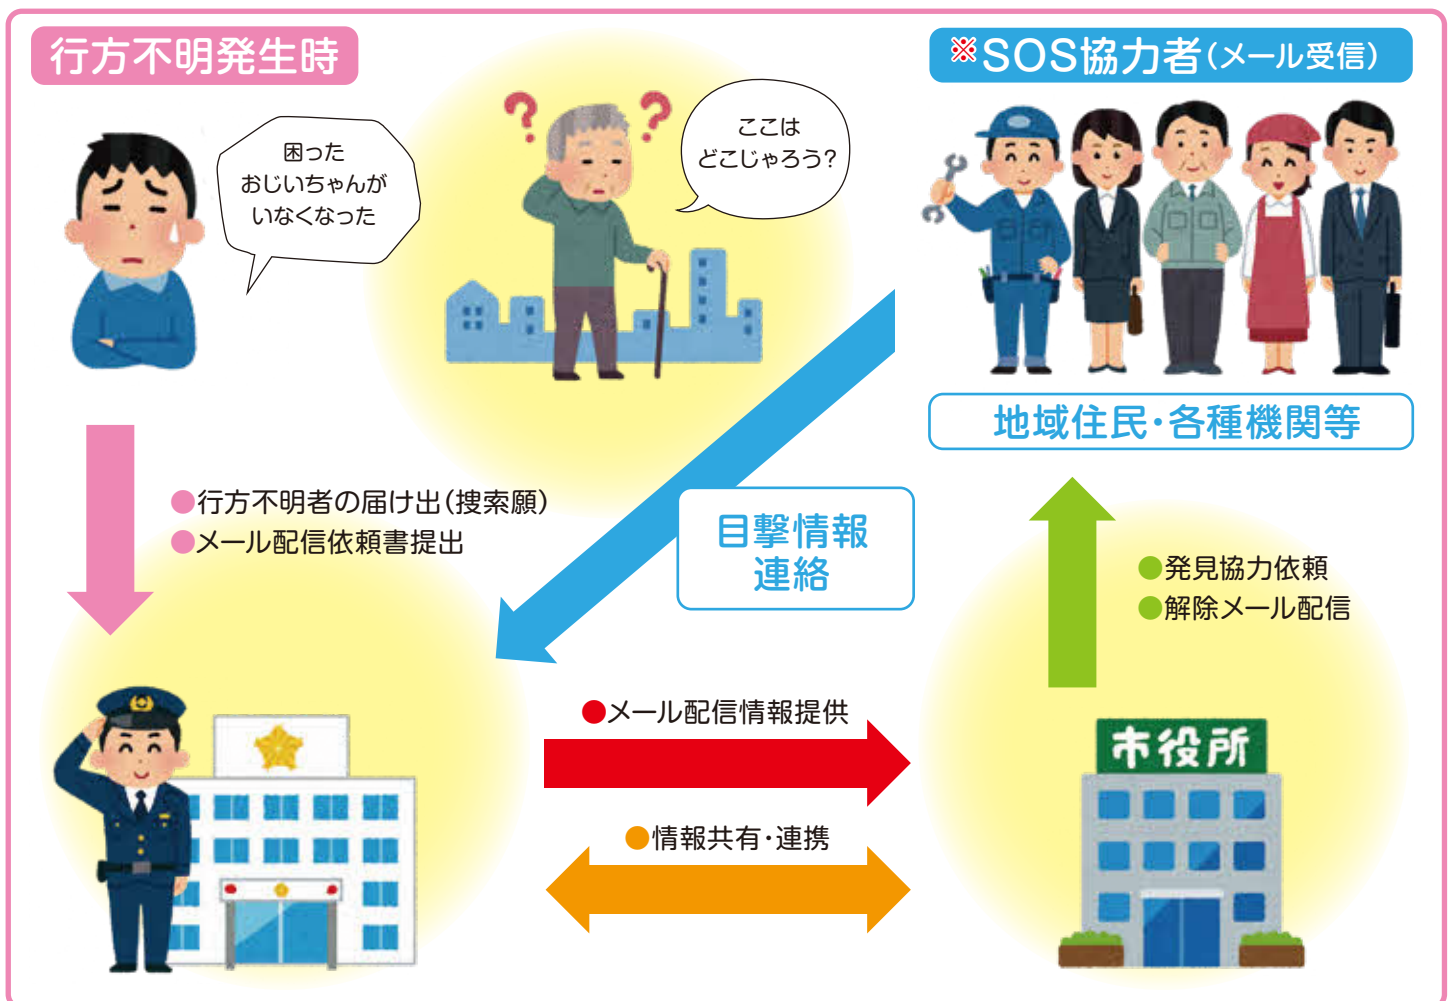 行方不明発生時
※SOS協力者(メール受信)
困った
おじいちゃんが
いなくなった
??
ここは
どこじゃろう?
地域住民・各種機関等
●行方不明者の届け出(捜索願)
●メール配信依頼書提出
目撃情報
連絡
●発見協力依頼
●解除メール配信
●メール配信情報提供
市役所
●情報共有・連携